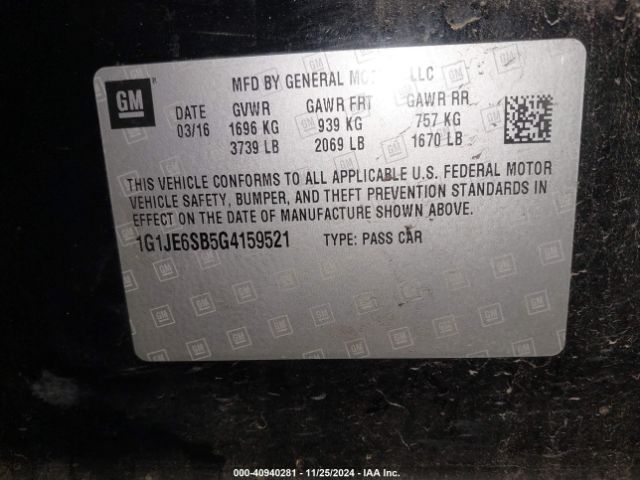 GM
MFD BY GENERAL MO LLC
DATE GVWR GAWR FRT GAWR RR
03/16 1696 KG 939 KG 757 KG
3739 LB 2069 LB 1670 LB
THIS VEHICLE CONFORMS TO ALL APPLICABLE U.S. FEDERAL MOTOR
VEHICLE SAFETY, BUMPER, AND THEFT PREVENTION STANDARDS IN
EFFECT ON THE DATE OF MANUFACTURE SHOWN ABOVE.
1G1JE6SB5G4159521 TYPE: PASS CAR
000-40940281 - 11/25/2024 - IAA Inc.